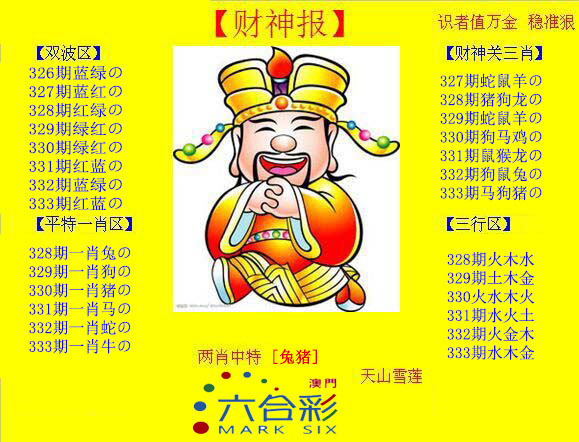 【财神报】
识者值万金 稳准狠
【双波区】
326期蓝绿の
327期蓝红の
328期红绿の
329期绿红の
330期绿红の
331期红蓝の
332期蓝绿の
333期红蓝の
【平特一肖区】
328期一肖兔の
329期一肖狗の
330期一肖猪の
331期一肖马の
332期一肖蛇の
333期一肖牛の
【财神关三肖】
327期蛇鼠羊の
328期猪狗龙の
329期蛇鼠羊の
330期狗马鸡の
331期鼠猴龙の
332期狗鼠兔の
333期马狗猪の
【三行区】
328期火木水
329期土木金
330火水木火
331期水火土
332期火金木
333期水木金
两肖中特 [兔猪]
天山雪莲
澳門
六合彩
MARK SIX